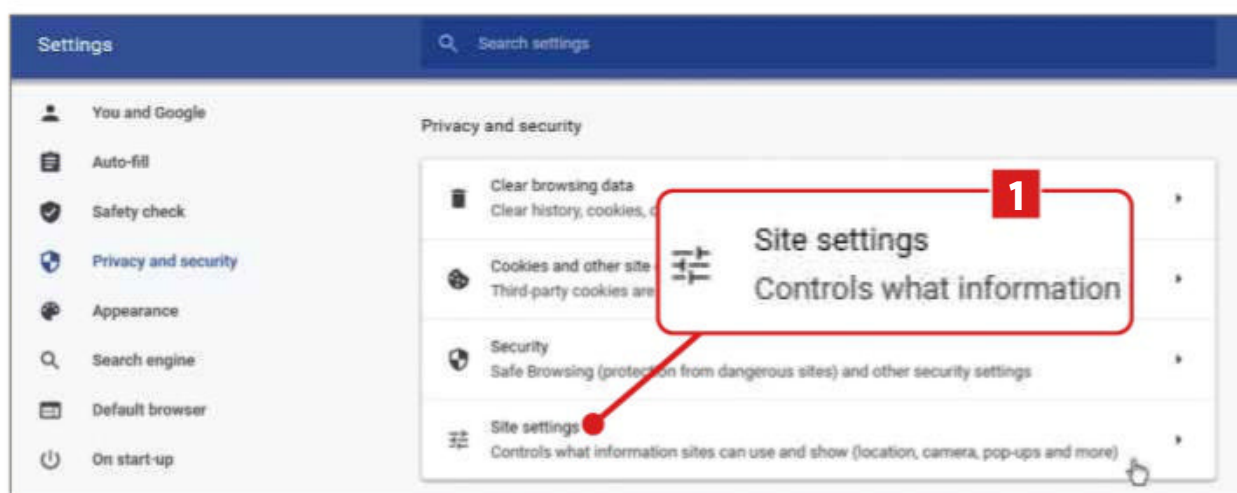 Settings
Search settings
You and Google
Auto-fill
Safety check
Privacy and security
Appearance
Search engine
Default browser
On start-up
Privacy and security
Clear browsing data
Clear history, cookies,
1
Site settings
Controls what information
Cookies and other site
Third-party cookies are
Security
Safe Browsing (protection from dangerous sites) and other security settings
Site settings
Controls what information sites can use and show (location, camera, pop-ups and more)